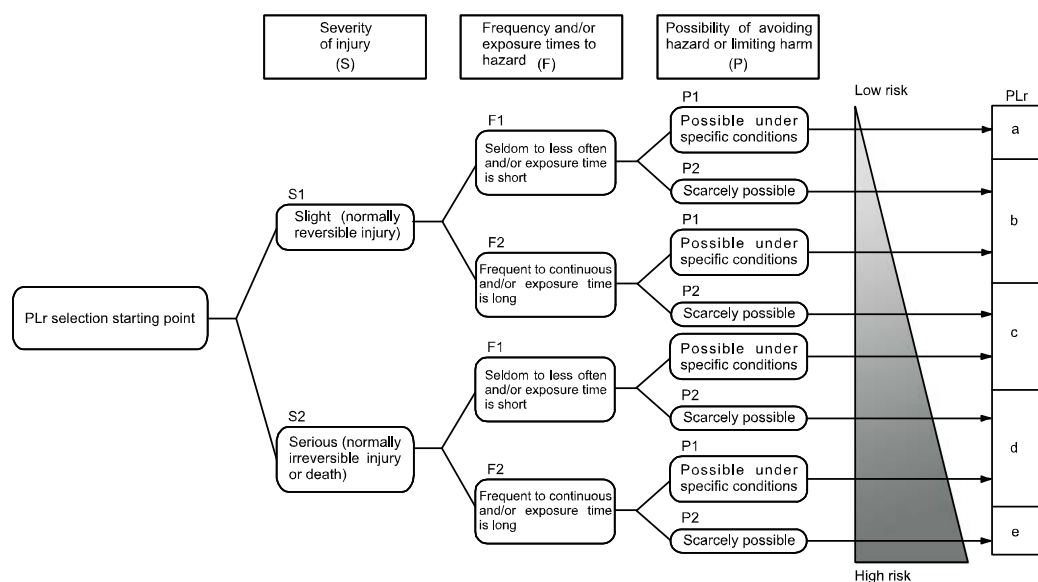 Severity
of injury
(S)
Frequency and/or
exposure times to
hazard
(F)
Possibility of avoiding
hazard or limiting harm
(P)
Low risk
PLr
P1
Possible under
specific conditions
a
F1
Seldom to less often
and/or exposure time
is short
P2
Scarcely possible
S1
Slight (normally
reversible injury)
P1
Possible under
specific conditions
b
F2
Frequent to continuous
and/or exposure time
is long
P2
Scarcely possible
PLr selection starting point
c
F1
Seldom to less often
and/or exposure time
is short
P1
Possible under
specific conditions
P2
Scarcely possible
S2
Serious (normally
irreversible injury
or death)
P1
Possible under
specific conditions
d
F2
Frequent to continuous
and/or exposure time
is long
P2
Scarcely possible
e
High risk